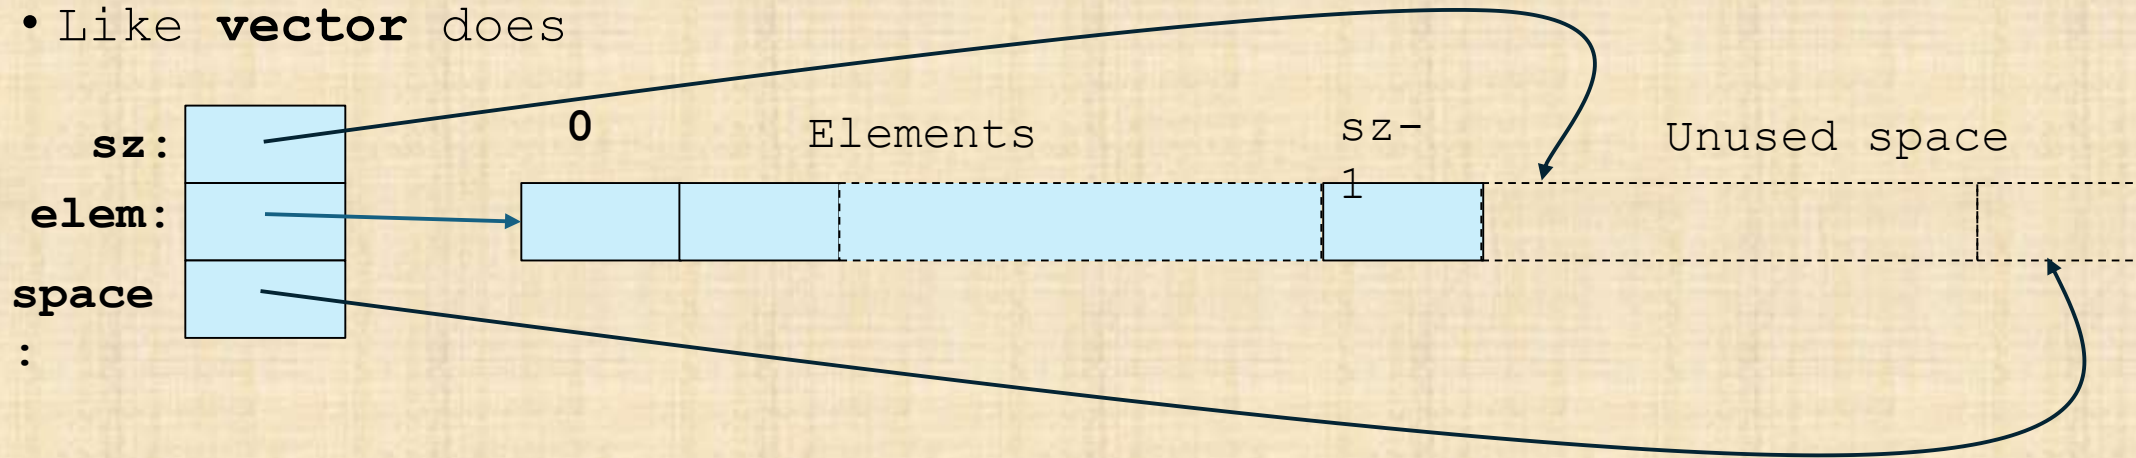 • Like vector does
sz:
0
Elements
sz-
1
Unused space
elem:
space
: